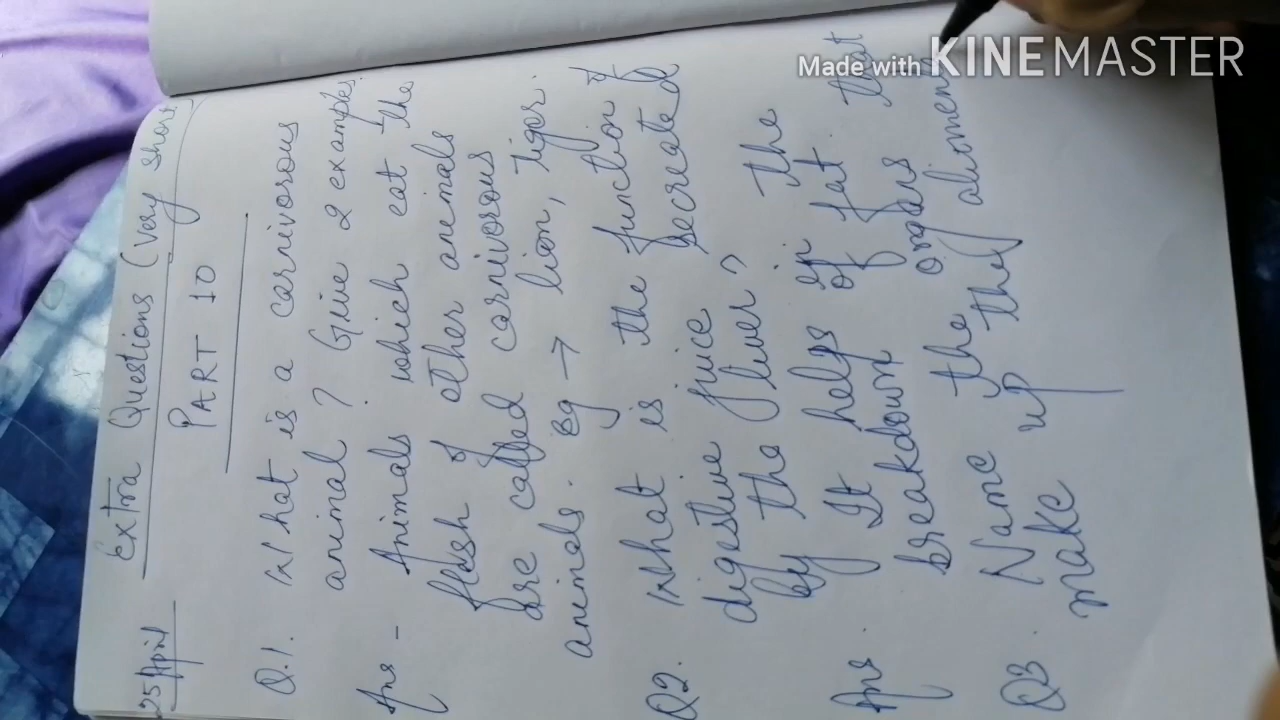 25 April
Extra Questions (Very Short
PART 10
Q.1. What is a carnivorous
animal? Give 2 examples.
Ans - Animals which eat the
flesh of other animals
are called carnivorous
animals. Eg → lion, tiger
Q2. What is the function of
digestive juice secreated
by the liver?
Ans It helps in the
breakdown of fat
Q3. Name the organs that
make up the
Made with KINEMASTER